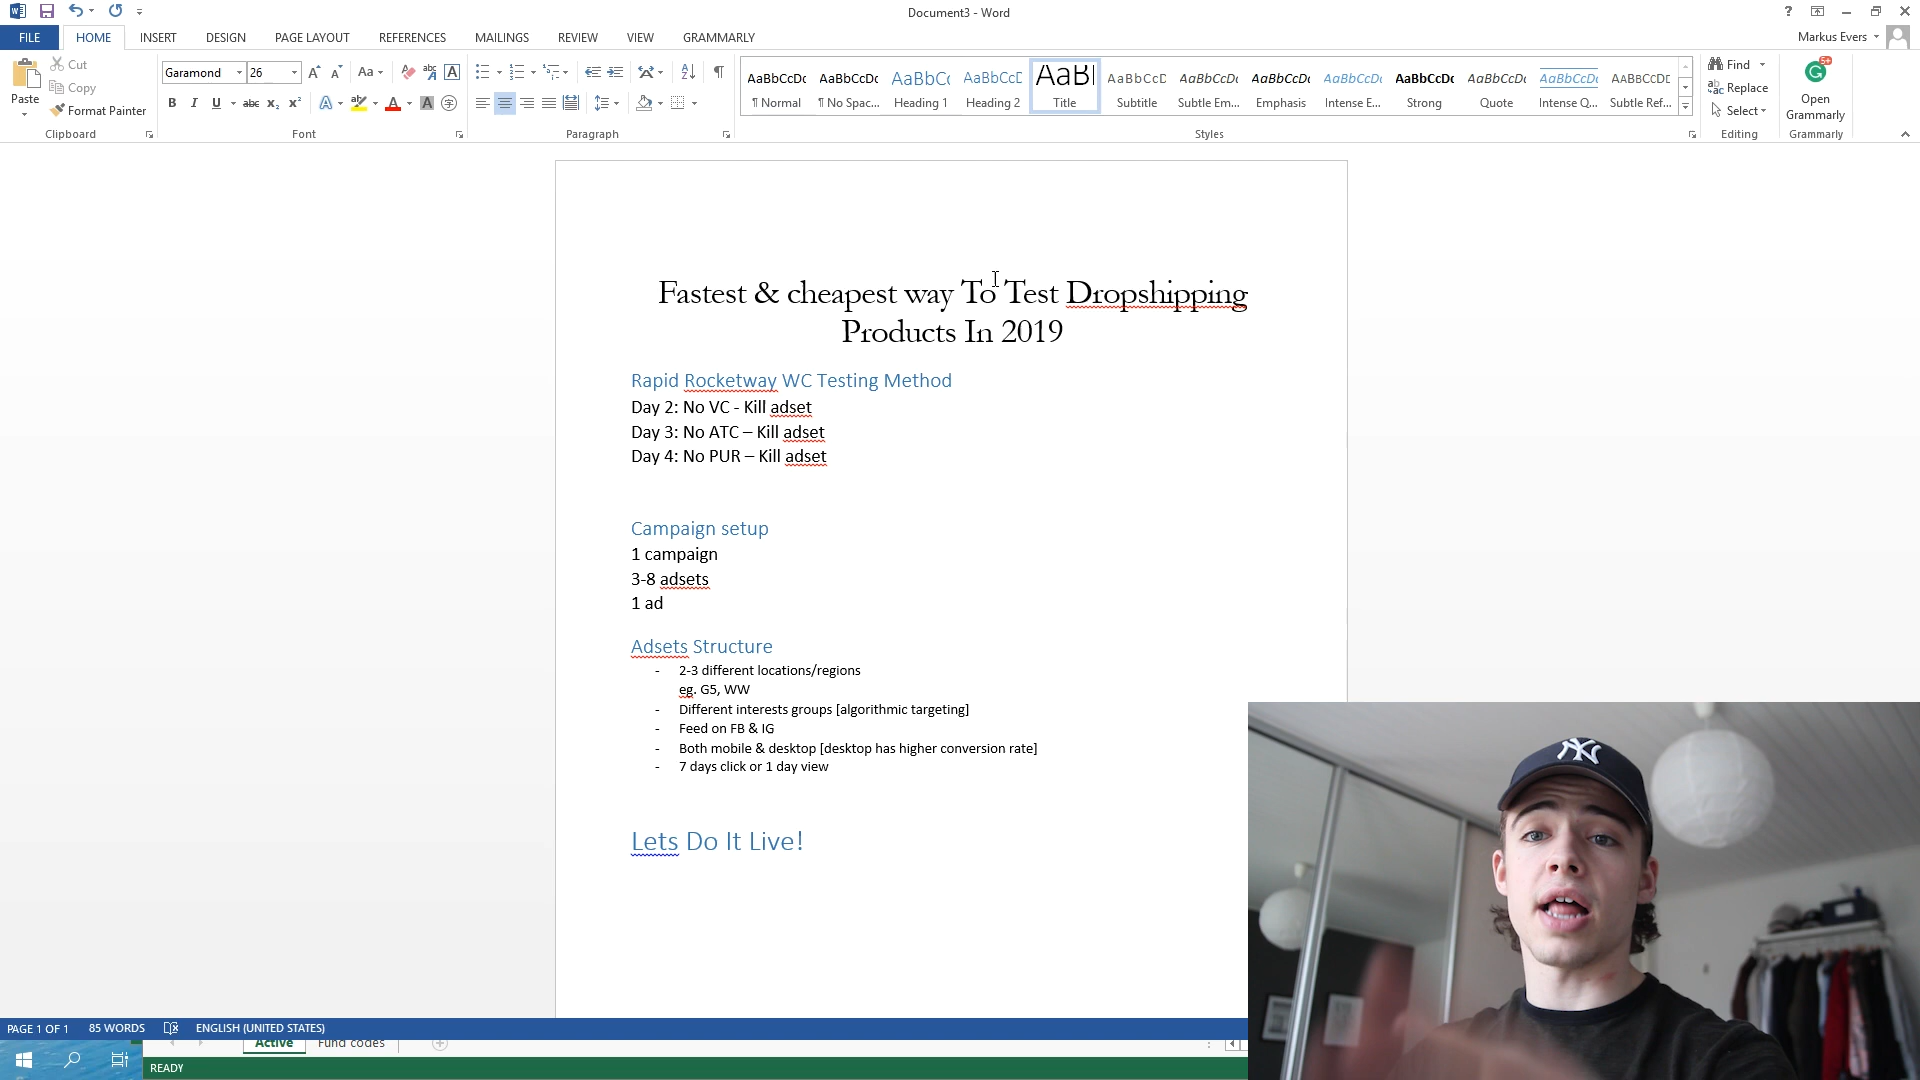 Document3 - Word
Markus Evers
FILE HOME INSERT DESIGN PAGE LAYOUT REFERENCES MAILINGS REVIEW VIEW GRAMMARLY
Paste
Cut
Copy
Format Painter
Clipboard
Garamond 26
Font
Paragraph
AaBbCcDc AaBbCcDc AaBbCc AaBbCcD AaBl AaBbCcD AaBbCcDc AaBbCcDc AaBbCcDc AaBbCcDc AaBbCcDc AaBbCcDc AABBCCDD
¶ Normal ¶ No Spac... Heading 1 Heading 2 Title Subtitle Subtle Em... Emphasis Intense E... Strong Quote Intense Q... Subtle Ref...
Styles
Find
Replace
Select
Editing
Open
Grammarly
Grammarly
Fastest & cheapest way To Test Dropshipping
Products In 2019
Rapid Rocketway WC Testing Method
Day 2: No VC - Kill adset
Day 3: No ATC – Kill adset
Day 4: No PUR – Kill adset
Campaign setup
1 campaign
3-8 adsets
1 ad
Adsets Structure
- 2-3 different locations/regions
eg. G5, WW
- Different interests groups [algorithmic targeting]
- Feed on FB & IG
- Both mobile & desktop [desktop has higher conversion rate]
- 7 days click or 1 day view
Lets Do It Live!
NY
PAGE 1 OF 1 85 WORDS ENGLISH (UNITED STATES)
Active Fund codes
READY